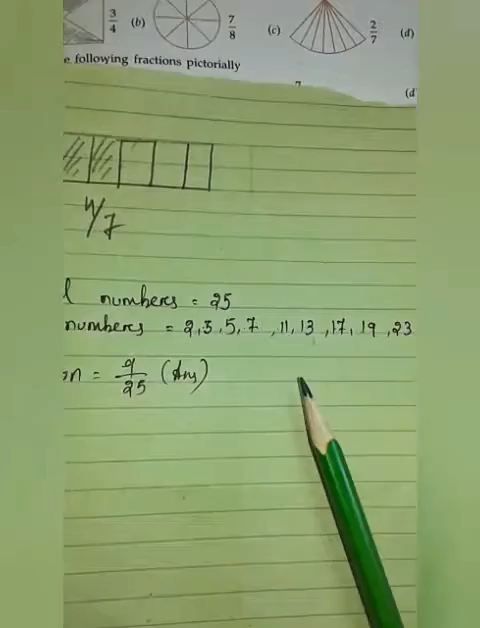 3/4 (b) 7/8 (c) 2/7 (d)
e following fractions pictorially
7 (d
4/7
l numbers = 25
numbers = 2,3,5,7,11,13,17,19,23
on = 9/25 (Ans)